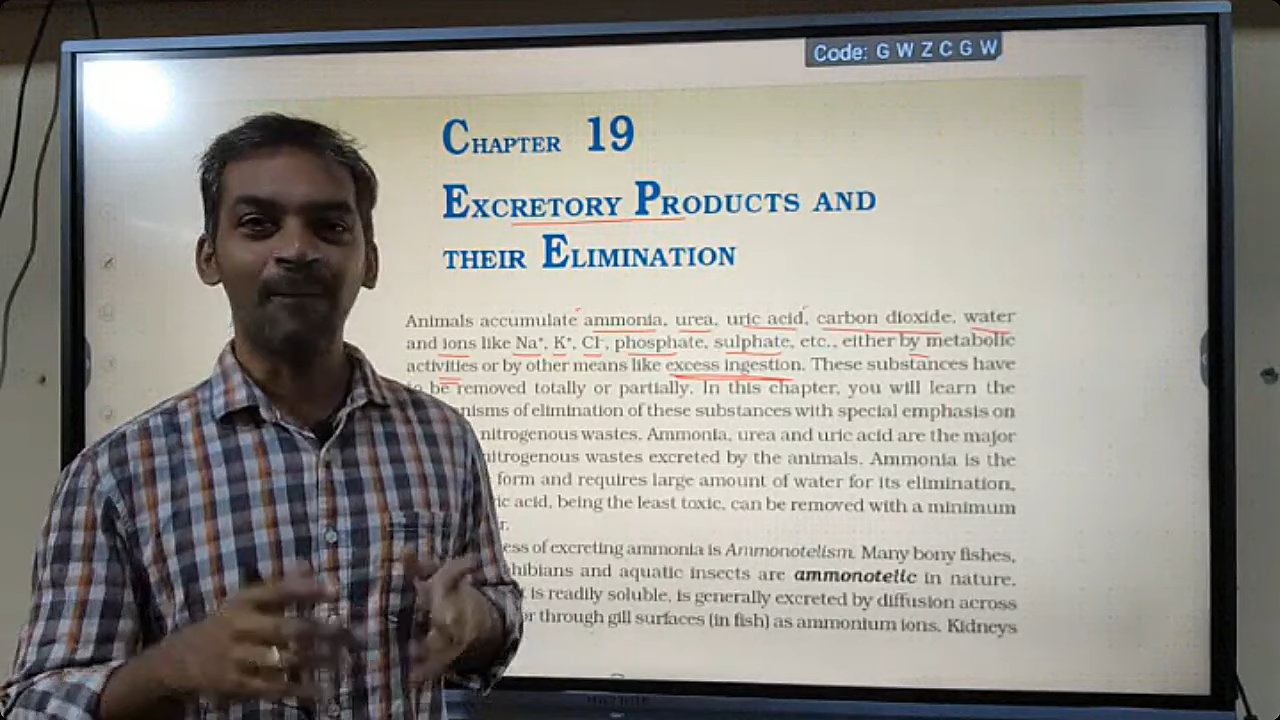 Code: G W Z C G W
CHAPTER 19
EXCRETORY PRODUCTS AND
THEIR ELIMINATION
Animals accumulate ammonia, urea, uric acid, carbon dioxide, water
and ions like Na⁺, K⁺, Cl⁻, phosphate, sulphate, etc., either by metabolic
activities or by other means like excess ingestion. These substances have
to be removed totally or partially. In this chapter, you will learn the
nisms of elimination of these substances with special emphasis on
nitrogenous wastes. Ammonia, urea and uric acid are the major
nitrogenous wastes excreted by the animals. Ammonia is the
form and requires large amount of water for its elimination,
ic acid, being the least toxic, can be removed with a minimum
r.
ess of excreting ammonia is Ammonotelism. Many bony fishes,
hibians and aquatic insects are ammonotelic in nature.
is readily soluble, is generally excreted by diffusion across
or through gill surfaces (in fish) as ammonium ions. Kidneys